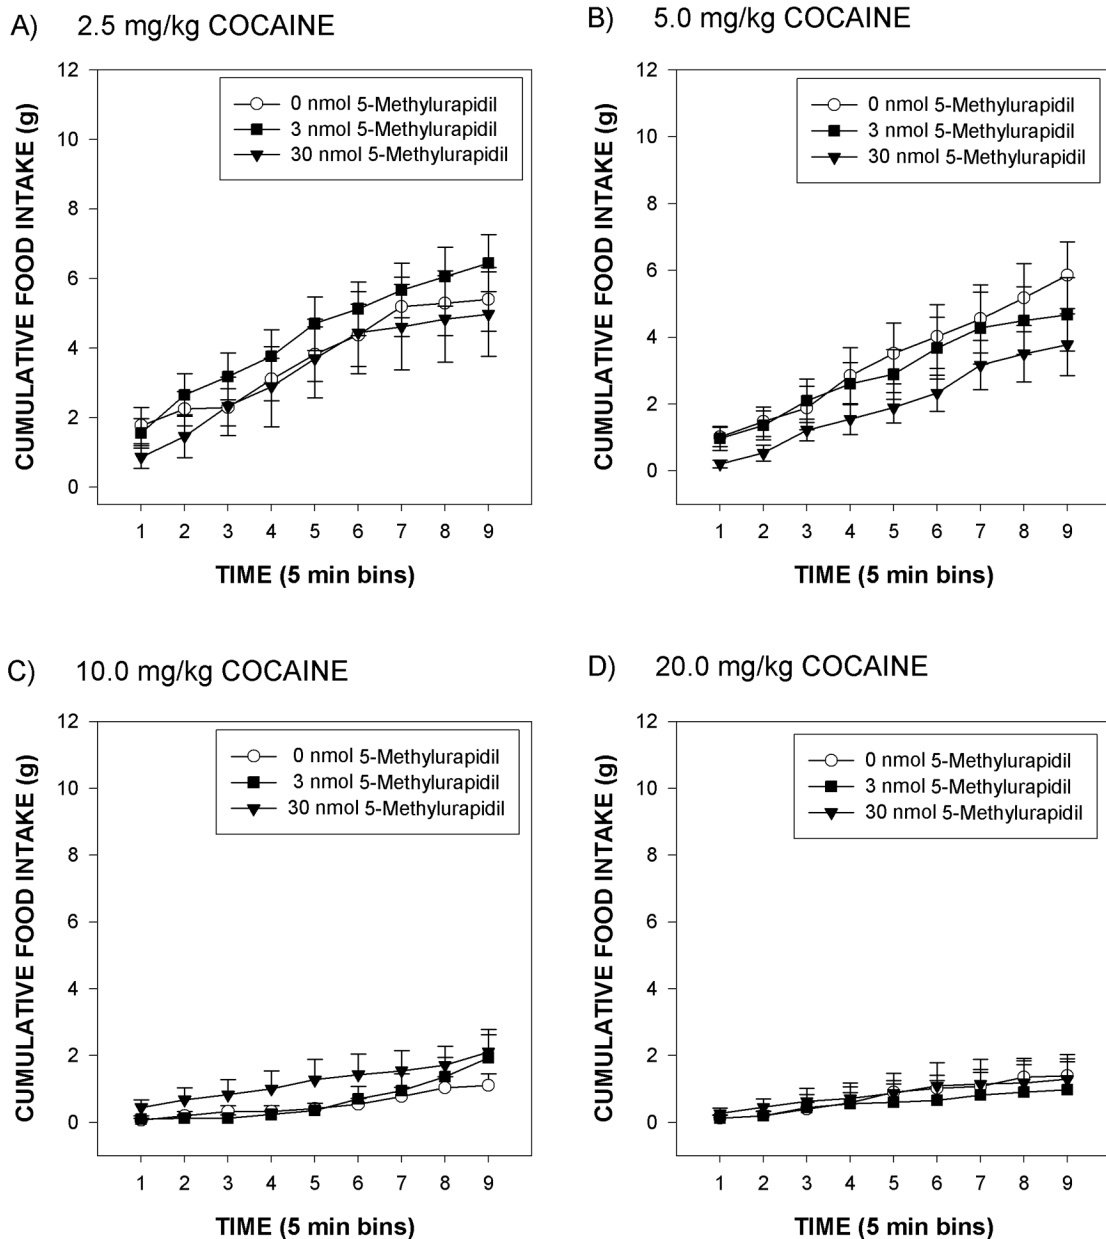 A) 2.5 mg/kg COCAINE
CUMULATIVE FOOD INTAKE (g)
12
10
8
6
4
2
0
0 nmol 5-Methylurapidil
3 nmol 5-Methylurapidil
30 nmol 5-Methylurapidil
1 2 3 4 5 6 7 8 9
TIME (5 min bins)
B) 5.0 mg/kg COCAINE
CUMULATIVE FOOD INTAKE (g)
12
10
8
6
4
2
0
0 nmol 5-Methylurapidil
3 nmol 5-Methylurapidil
30 nmol 5-Methylurapidil
1 2 3 4 5 6 7 8 9
TIME (5 min bins)
C) 10.0 mg/kg COCAINE
CUMULATIVE FOOD INTAKE (g)
12
10
8
6
4
2
0
0 nmol 5-Methylurapidil
3 nmol 5-Methylurapidil
30 nmol 5-Methylurapidil
1 2 3 4 5 6 7 8 9
TIME (5 min bins)
D) 20.0 mg/kg COCAINE
CUMULATIVE FOOD INTAKE (g)
12
10
8
6
4
2
0
0 nmol 5-Methylurapidil
3 nmol 5-Methylurapidil
30 nmol 5-Methylurapidil
1 2 3 4 5 6 7 8 9
TIME (5 min bins)